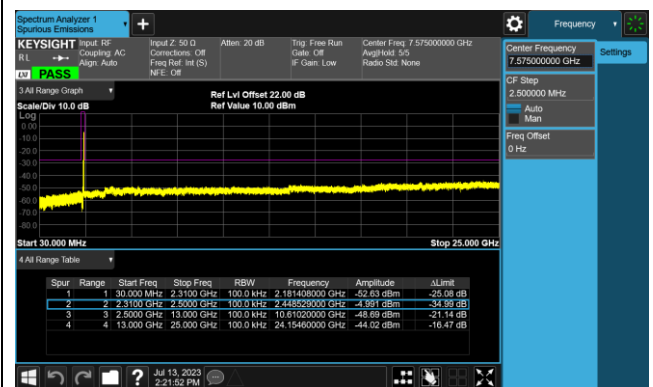 Spectrum Analyzer 1
Spurious Emissions
+
Frequency
KEYSIGHT
R L
LXI PASS
Input: RF
Coupling: AC
Align: Auto
Input Z: 50 Ω
Corrections: Off
Freq Ref: Int (S)
NFE: Off
Atten: 20 dB
Trig: Free Run
Gate: Off
IF Gain: Low
Center Freq: 7.575000000 GHz
Avg|Hold: 5/5
Radio Std: None
Center Frequency
7.575000000 GHz
Settings
CF Step
2.500000 MHz
Auto
Man
Freq Offset
0 Hz
3 All Range Graph
Scale/Div 10.0 dB
Ref Lvl Offset 22.00 dB
Ref Value 10.00 dBm
Log
0.00
-10.0
-20.0
-30.0
-40.0
-50.0
-60.0
-70.0
-80.0
Start 30.000 MHz
Stop 25.000 GHz
4 All Range Table
Spur Range Start Freq Stop Freq RBW Frequency Amplitude ΔLimit
1 1 30.000 MHz 2.3100 GHz 100.0 kHz 2.181408000 GHz -52.63 dBm -25.08 dB
2 2 2.3100 GHz 2.5000 GHz 100.0 kHz 2.448529000 GHz -4.991 dBm -34.99 dB
3 3 2.5000 GHz 13.000 GHz 100.0 kHz 10.61020000 GHz -48.69 dBm -21.14 dB
4 4 13.000 GHz 25.000 GHz 100.0 kHz 24.15460000 GHz -44.02 dBm -16.47 dB
?
Jul 13, 2023
2:21:52 PM